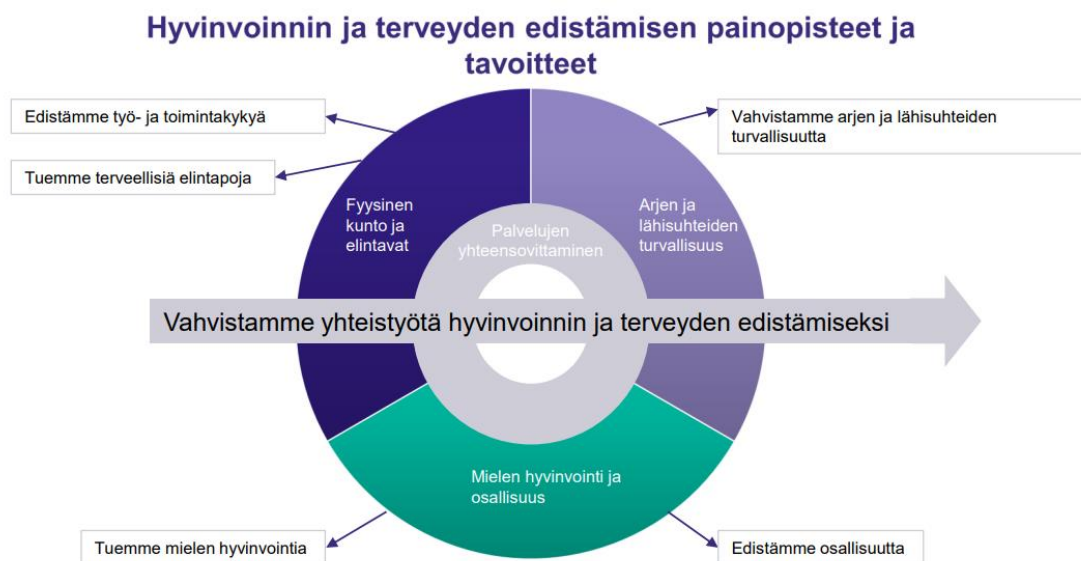 Hyvinvoinnin ja terveyden edistämisen painopisteet ja
tavoitteet
Edistämme työ- ja toimintakykyä
Tuemme terveellisiä elintapoja
Vahvistamme arjen ja lähisuhteiden
turvallisuutta
Fyysinen
kunto ja
elintavat
Palvelujen
yhteensovittaminen
Arjen ja
lähisuhteiden
turvallisuus
Vahvistamme yhteistyötä hyvinvoinnin ja terveyden edistämiseksi
Mielen hyvinvointi ja
osallisuus
Tuemme mielen hyvinvointia
Edistämme osallisuutta